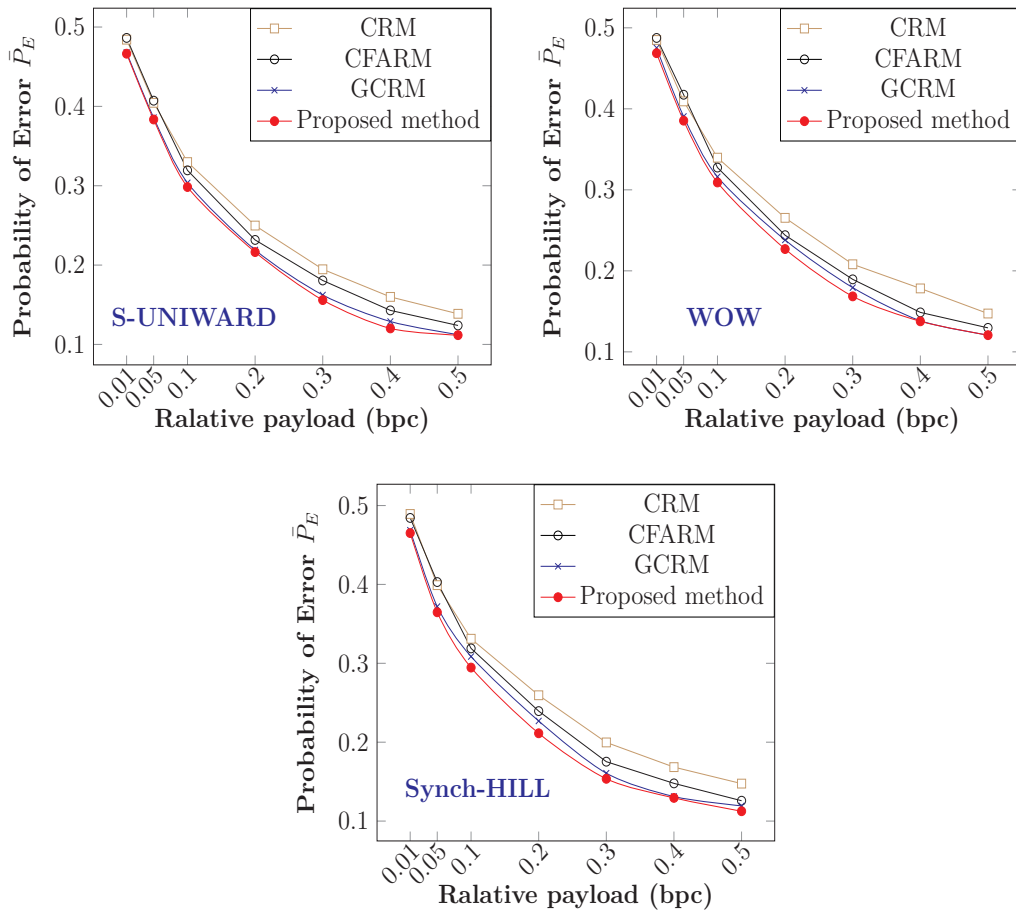 0.5
0.4
0.3
0.2
0.1
Probability of Error P̄_E
CRM
CFARM
GCRM
Proposed method
S-UNIWARD
0.01
0.05
0.1
0.2
0.3
0.4
0.5
Ralative payload (bpc)
0.5
0.4
0.3
0.2
0.1
Probability of Error P̄_E
CRM
CFARM
GCRM
Proposed method
WOW
0.01
0.05
0.1
0.2
0.3
0.4
0.5
Ralative payload (bpc)
0.5
0.4
0.3
0.2
0.1
Probability of Error P̄_E
CRM
CFARM
GCRM
Proposed method
Synch-HILL
0.01
0.05
0.1
0.2
0.3
0.4
0.5
Ralative payload (bpc)